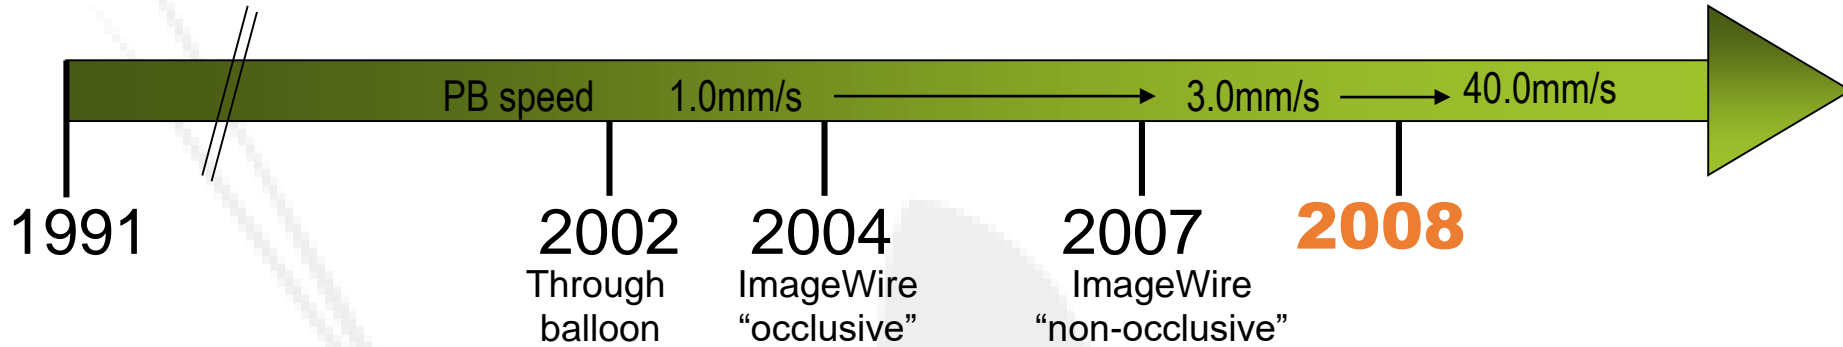 PB speed 1.0mm/s 3.0mm/s 40.0mm/s
1991 2002 2004 2007 2008
Through ImageWire ImageWire
balloon “occlusive” “non-occlusive”